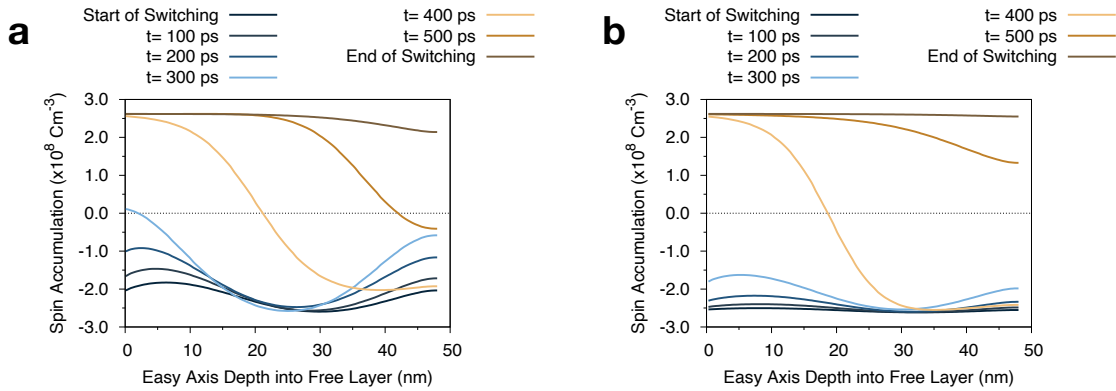 a
Start of Switching
t= 100 ps
t= 200 ps
t= 300 ps
t= 400 ps
t= 500 ps
End of Switching
Spin Accumulation (x10⁸ Cm⁻³)
3.0
2.0
1.0
0.0
-1.0
-2.0
-3.0
0 10 20 30 40 50
Easy Axis Depth into Free Layer (nm)
b
Start of Switching
t= 100 ps
t= 200 ps
t= 300 ps
t= 400 ps
t= 500 ps
End of Switching
Spin Accumulation (x10⁸ Cm⁻³)
3.0
2.0
1.0
0.0
-1.0
-2.0
-3.0
0 10 20 30 40 50
Easy Axis Depth into Free Layer (nm)